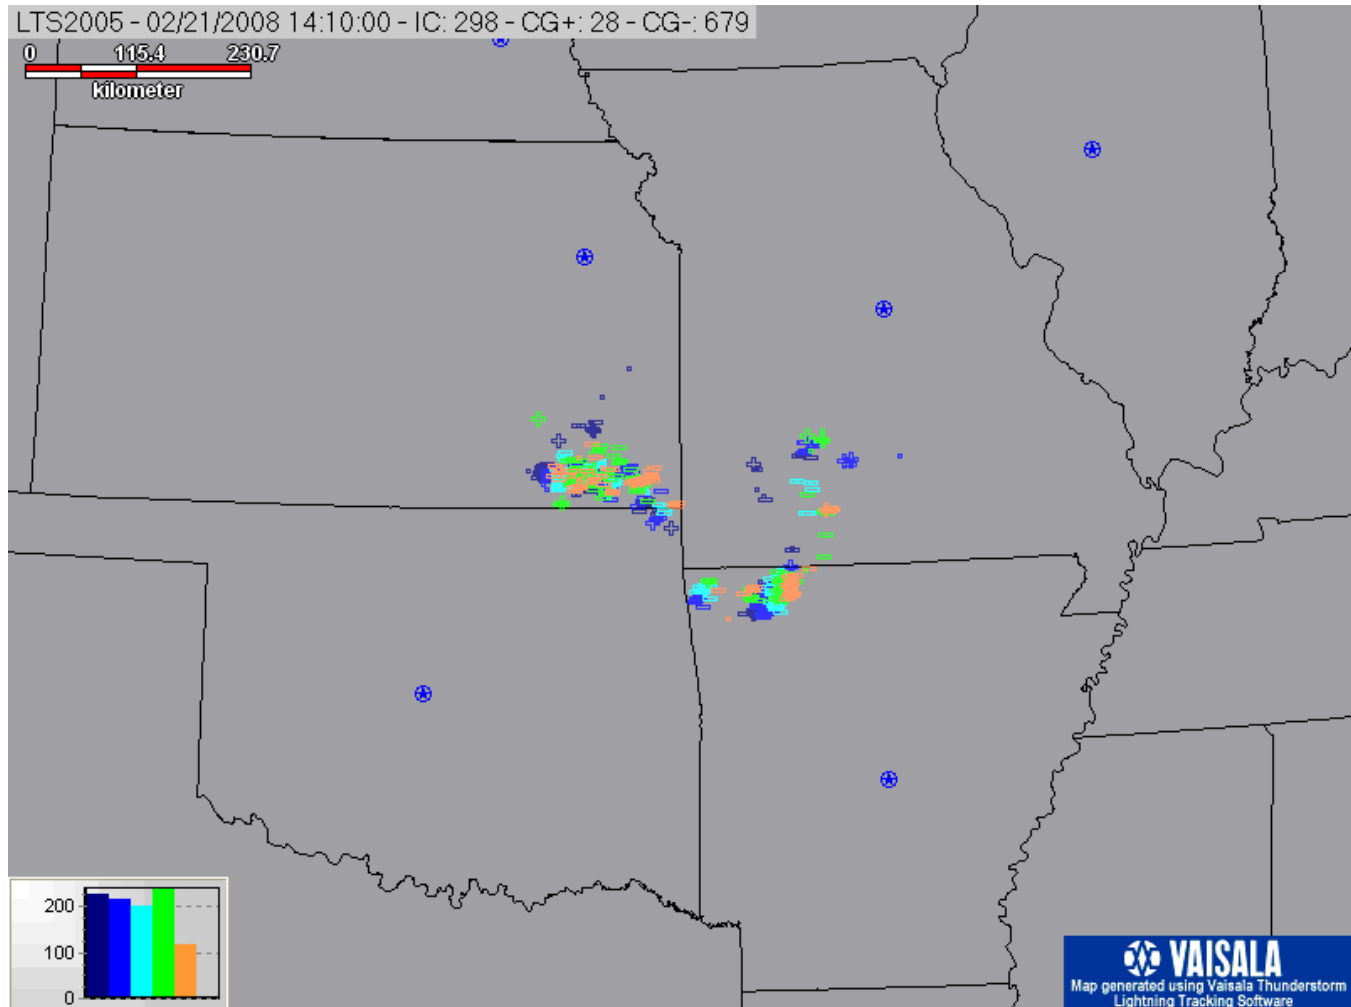 LTS2005 - 02/21/2008 14:10:00 - IC: 298 - CG+: 28 - CG-: 679
0 115.4 230.7
kilometer
200
100
0
VAISALA
Map generated using Vaisala Thunderstorm
Lightning Tracking Software